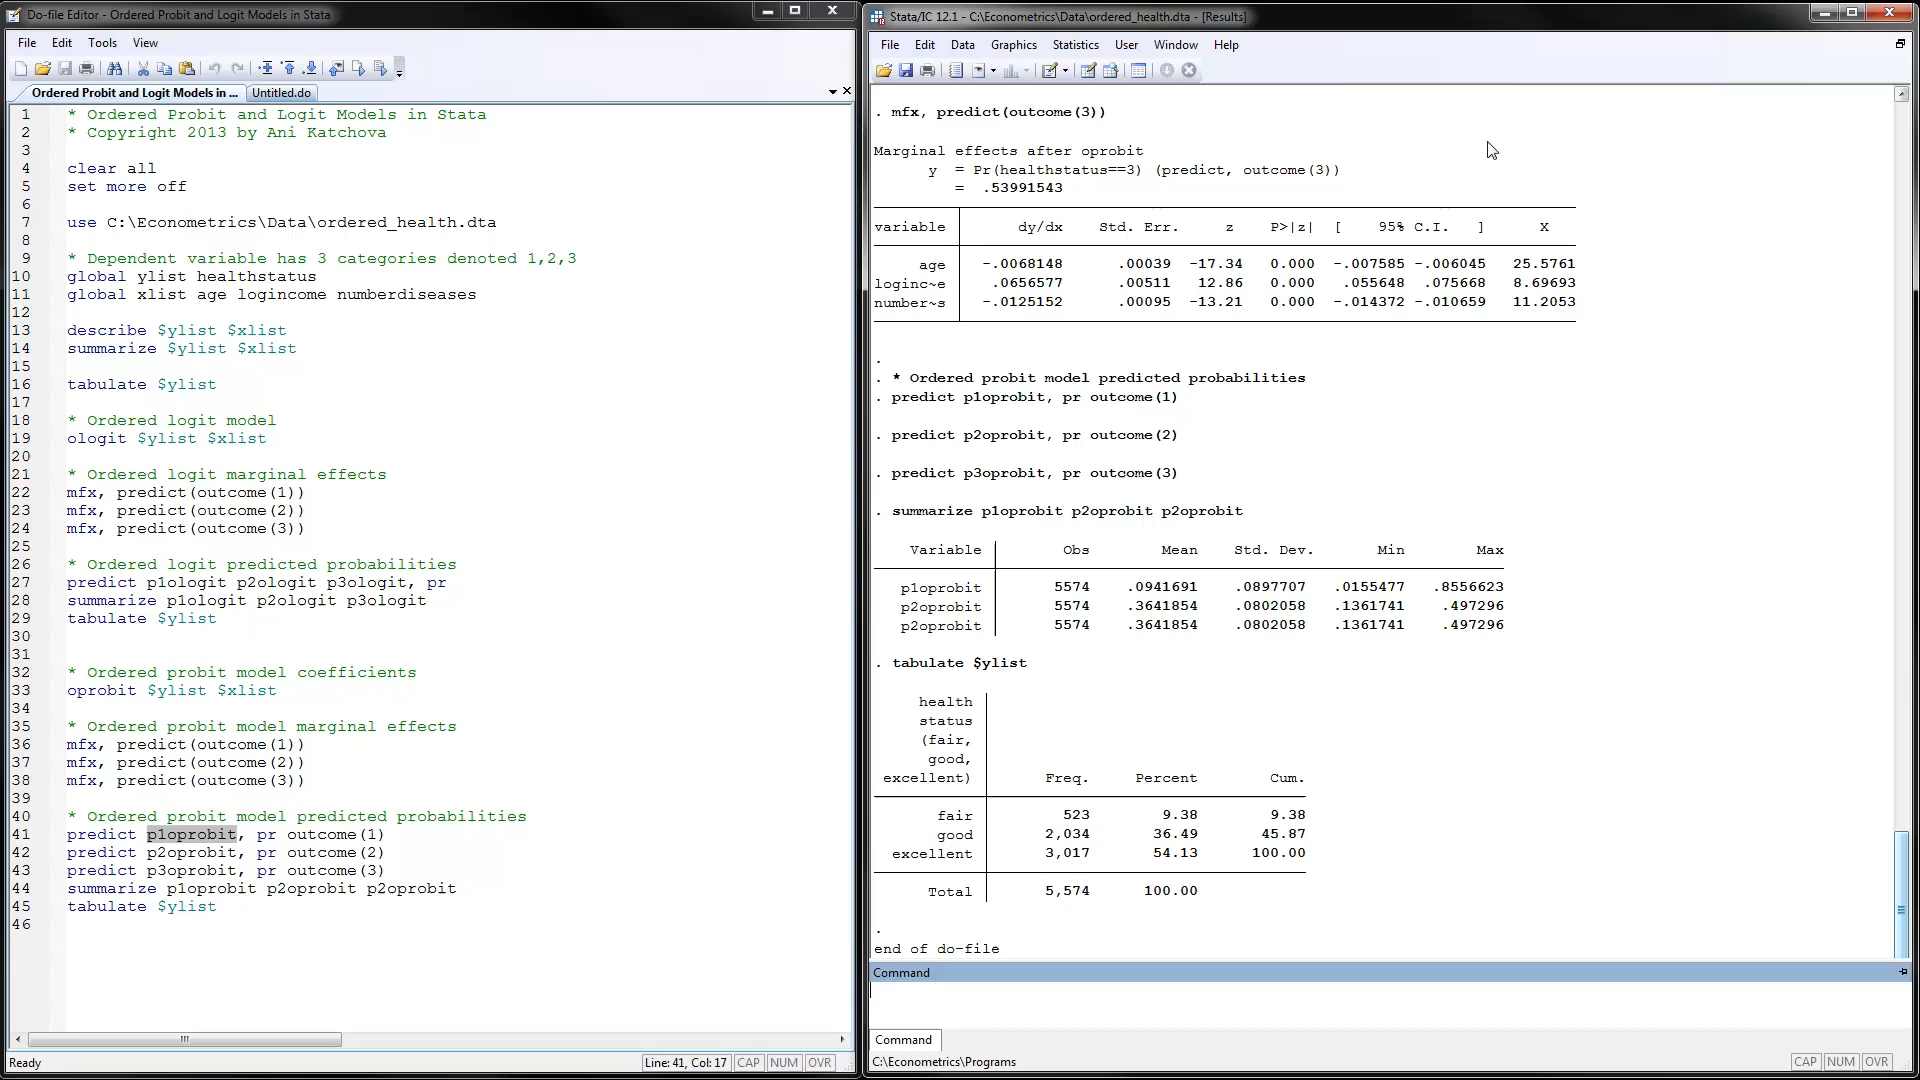 Do-file Editor - Ordered Probit and Logit Models in Stata
File Edit Tools View
Ordered Probit and Logit Models in ... Untitled.do
1 * Ordered Probit and Logit Models in Stata
2 * Copyright 2013 by Ani Katchova
3
4 clear all
5 set more off
6
7 use C:\Econometrics\Data\ordered_health.dta
8
9 * Dependent variable has 3 categories denoted 1,2,3
10 global ylist healthstatus
11 global xlist age logincome numberdiseases
12
13 describe $ylist $xlist
14 summarize $ylist $xlist
15
16 tabulate $ylist
17
18 * Ordered logit model
19 ologit $ylist $xlist
20
21 * Ordered logit marginal effects
22 mfx, predict(outcome(1))
23 mfx, predict(outcome(2))
24 mfx, predict(outcome(3))
25
26 * Ordered logit predicted probabilities
27 predict p1ologit p2ologit p3ologit, pr
28 summarize p1ologit p2ologit p3ologit
29 tabulate $ylist
30
31
32 * Ordered probit model coefficients
33 oprobit $ylist $xlist
34
35 * Ordered probit model marginal effects
36 mfx, predict(outcome(1))
37 mfx, predict(outcome(2))
38 mfx, predict(outcome(3))
39
40 * Ordered probit model predicted probabilities
41 predict p1oprobit, pr outcome(1)
42 predict p2oprobit, pr outcome(2)
43 predict p3oprobit, pr outcome(3)
44 summarize p1oprobit p2oprobit p2oprobit
45 tabulate $ylist
46
Ready Line: 41, Col: 17 CAP NUM OVR
Stata/IC 12.1 - C:\Econometrics\Data\ordered_health.dta - [Results]
File Edit Data Graphics Statistics User Window Help
. mfx, predict(outcome(3))
Marginal effects after oprobit
y = Pr(healthstatus==3) (predict, outcome(3))
= .53991543
variable dy/dx Std. Err. z P>|z| [ 95% C.I. ] X
age -.0068148 .00039 -17.34 0.000 -.007585 -.006045 25.5761
loginc~e .0656577 .00511 12.86 0.000 .055648 .075668 8.69693
number~s -.0125152 .00095 -13.21 0.000 -.014372 -.010659 11.2053
.
. * Ordered probit model predicted probabilities
. predict p1oprobit, pr outcome(1)
. predict p2oprobit, pr outcome(2)
. predict p3oprobit, pr outcome(3)
. summarize p1oprobit p2oprobit p2oprobit
Variable Obs Mean Std. Dev. Min Max
p1oprobit 5574 .0941691 .0897707 .0155477 .8556623
p2oprobit 5574 .3641854 .0802058 .1361741 .497296
p2oprobit 5574 .3641854 .0802058 .1361741 .497296
. tabulate $ylist
health
status
(fair,
good,
excellent) Freq. Percent Cum.
fair 523 9.38 9.38
good 2,034 36.49 45.87
excellent 3,017 54.13 100.00
Total 5,574 100.00
.
end of do-file
Command
Command
C:\Econometrics\Programs CAP NUM OVR